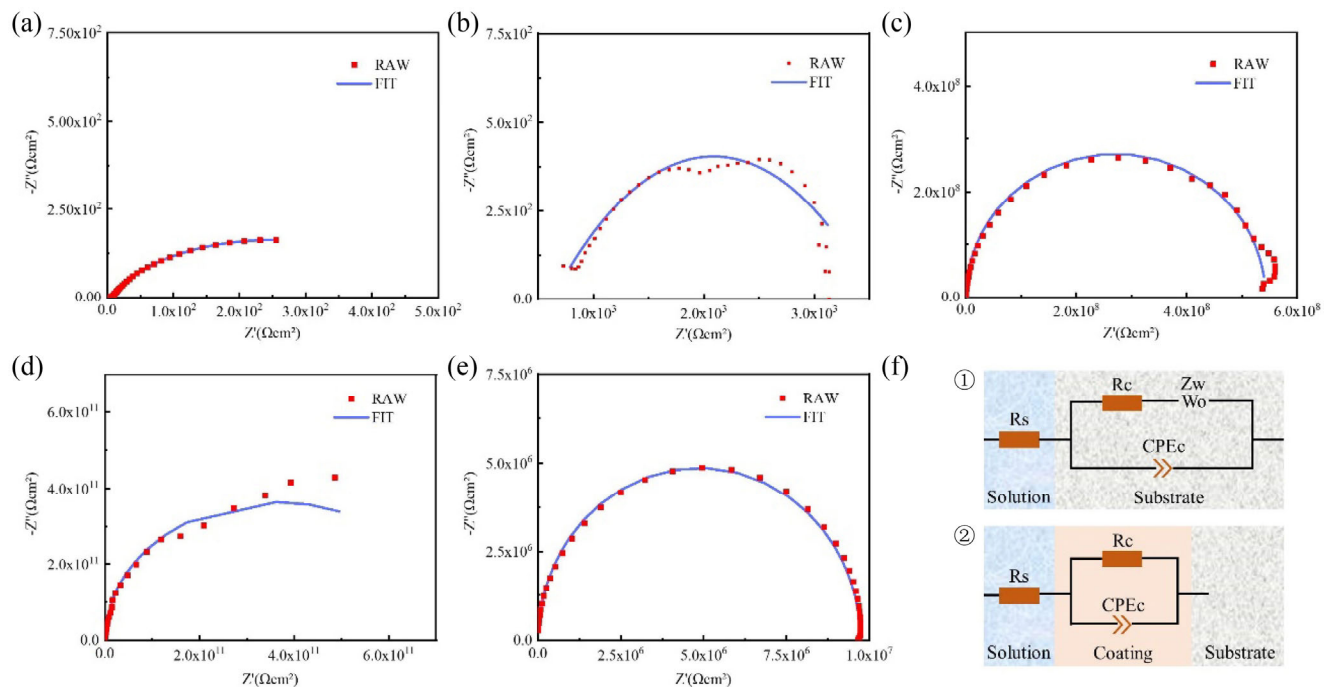 (a)
7.50x10²
5.00x10²
2.50x10²
0.00
-Z''(Ωcm²)
RAW
FIT
0.0
1.0x10²
2.0x10²
3.0x10²
4.0x10²
5.0x10²
Z'(Ωcm²)
(b)
7.5x10²
5.0x10²
2.5x10²
0.0
-Z''(Ωcm²)
RAW
FIT
1.0x10³
2.0x10³
3.0x10³
Z'(Ωcm²)
(c)
4.0x10⁸
2.0x10⁸
0.0
-Z''(Ωcm²)
RAW
FIT
0.0
2.0x10⁸
4.0x10⁸
6.0x10⁸
Z'(Ωcm²)
(d)
6.0x10¹¹
4.0x10¹¹
2.0x10¹¹
0.0
-Z''(Ωcm²)
RAW
FIT
0.0
2.0x10¹¹
4.0x10¹¹
6.0x10¹¹
Z'(Ωcm²)
(e)
7.5x10⁶
5.0x10⁶
2.5x10⁶
0.0
-Z''(Ωcm²)
RAW
FIT
0.0
2.5x10⁶
5.0x10⁶
7.5x10⁶
1.0x10⁷
Z'(Ωcm²)
(f)
①
Rs
Rc
Zw
Wo
CPEc
Solution
Substrate
②
Rs
Rc
CPEc
Solution
Coating
Substrate